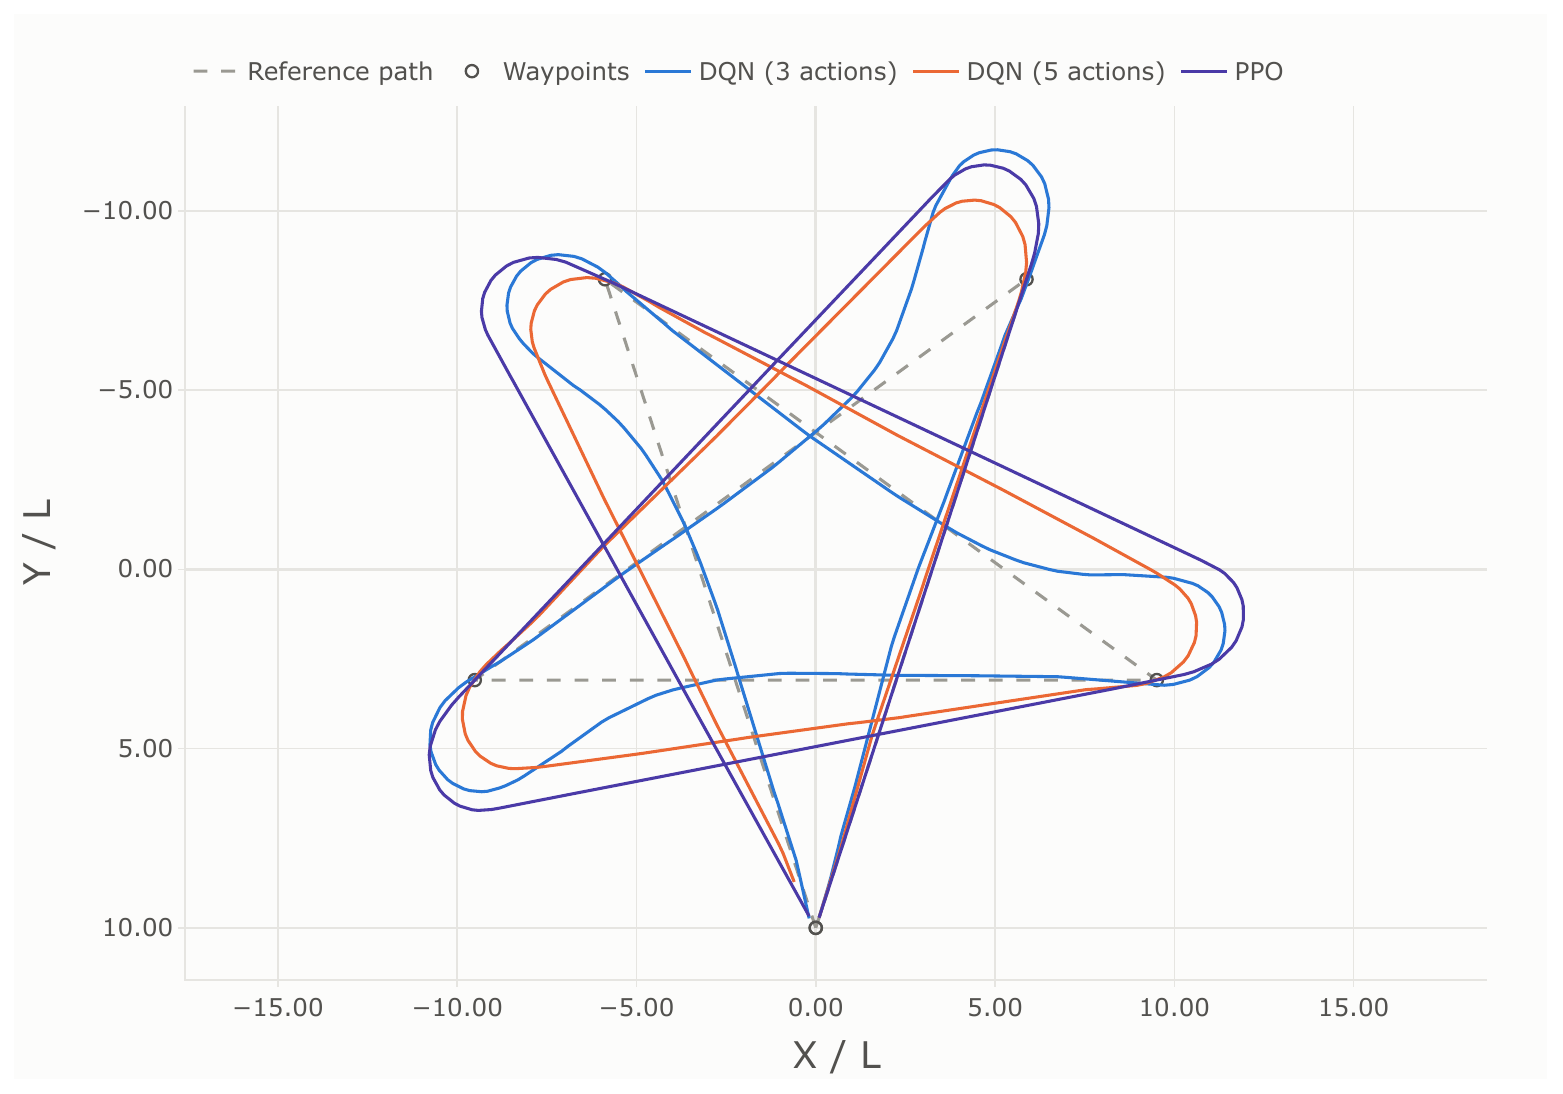 Reference path Waypoints DQN (3 actions) DQN (5 actions) PPO
−10.00
−5.00
0.00
5.00
10.00
Y / L
−15.00 −10.00 −5.00 0.00 5.00 10.00 15.00
X / L